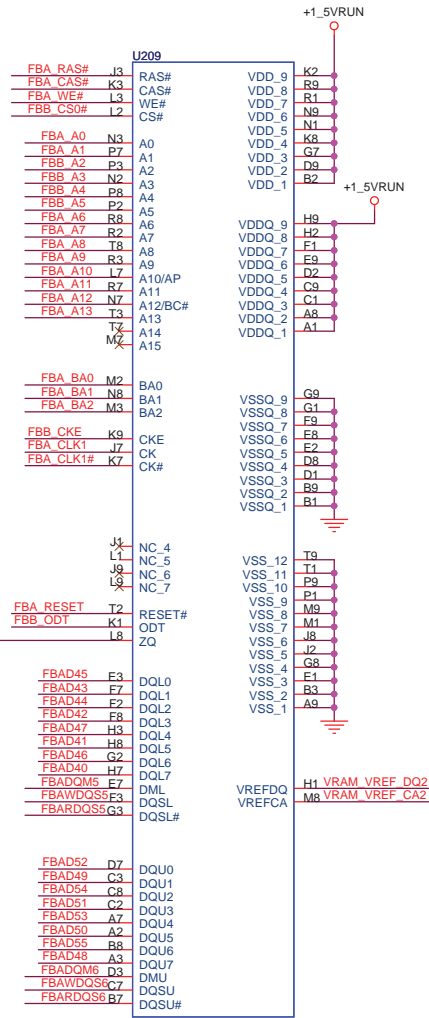 +1_5VRUN
U209
FBA_RAS# J3 RAS# VDD_9 K2
FBA_CAS# K3 CAS# VDD_8 R9
FBA_WE# L3 WE# VDD_7 R1
FBB_CS0# L2 CS# VDD_6 N9
VDD_5 N1
FBA_A0 N3 A0 VDD_4 K8
FBA_A1 P7 A1 VDD_3 G7
FBB_A2 P3 A2 VDD_2 D9
FBB_A3 N2 A3 VDD_1 B2
+1_5VRUN
FBB_A4 P8 A4
FBB_A5 P2 A5
FBA_A6 R8 A6 VDDQ_9 H9
FBA_A7 R2 A7 VDDQ_8 H2
FBA_A8 T8 A8 VDDQ_7 F1
FBA_A9 R3 A9 VDDQ_6 E9
FBA_A10 L7 A10/AP VDDQ_5 D2
FBA_A11 R7 A11 VDDQ_4 C9
FBA_A12 N7 A12/BC# VDDQ_3 C1
FBA_A13 T3 A13 VDDQ_2 A8
T7 A14 VDDQ_1 A1
M7 A15
FBA_BA0 M2 BA0
FBA_BA1 N8 BA1 VSSQ_9 G9
FBA_BA2 M3 BA2 VSSQ_8 G1
VSSQ_7 F9
FBB_CKE K9 CKE VSSQ_6 E8
FBA_CLK1 J7 CK VSSQ_5 E2
FBA_CLK1# K7 CK# VSSQ_4 D8
VSSQ_3 D1
VSSQ_2 B9
VSSQ_1 B1
J1 NC_4
L1 NC_5 VSS_12 T9
J9 NC_6 VSS_11 T1
L9 NC_7 VSS_10 P9
VSS_9 P1
FBA_RESET T2 RESET# VSS_8 M9
FBB_ODT K1 ODT VSS_7 M1
L8 ZQ VSS_6 J8
VSS_5 J2
VSS_4 G8
FBAD45 E3 DQL0 VSS_3 E1
FBAD43 F7 DQL1 VSS_2 B3
FBAD44 F2 DQL2 VSS_1 A9
FBAD42 F8 DQL3
FBAD47 H3 DQL4
FBAD41 H8 DQL5
FBAD46 G2 DQL6
FBAD40 H7 DQL7
FBADQM5 E7 DML VREFDQ H1 VRAM_VREF_DQ2
FBAWDQS5 F3 DQSL VREFCA M8 VRAM_VREF_CA2
FBARDQS5 G3 DQSL#
FBAD52 D7 DQU0
FBAD49 C3 DQU1
FBAD54 C8 DQU2
FBAD51 C2 DQU3
FBAD53 A7 DQU4
FBAD50 A2 DQU5
FBAD55 B8 DQU6
FBAD48 A3 DQU7
FBADQM6 D3 DMU
FBAWDQS6 C7 DQSU
FBARDQS6 B7 DQSU#